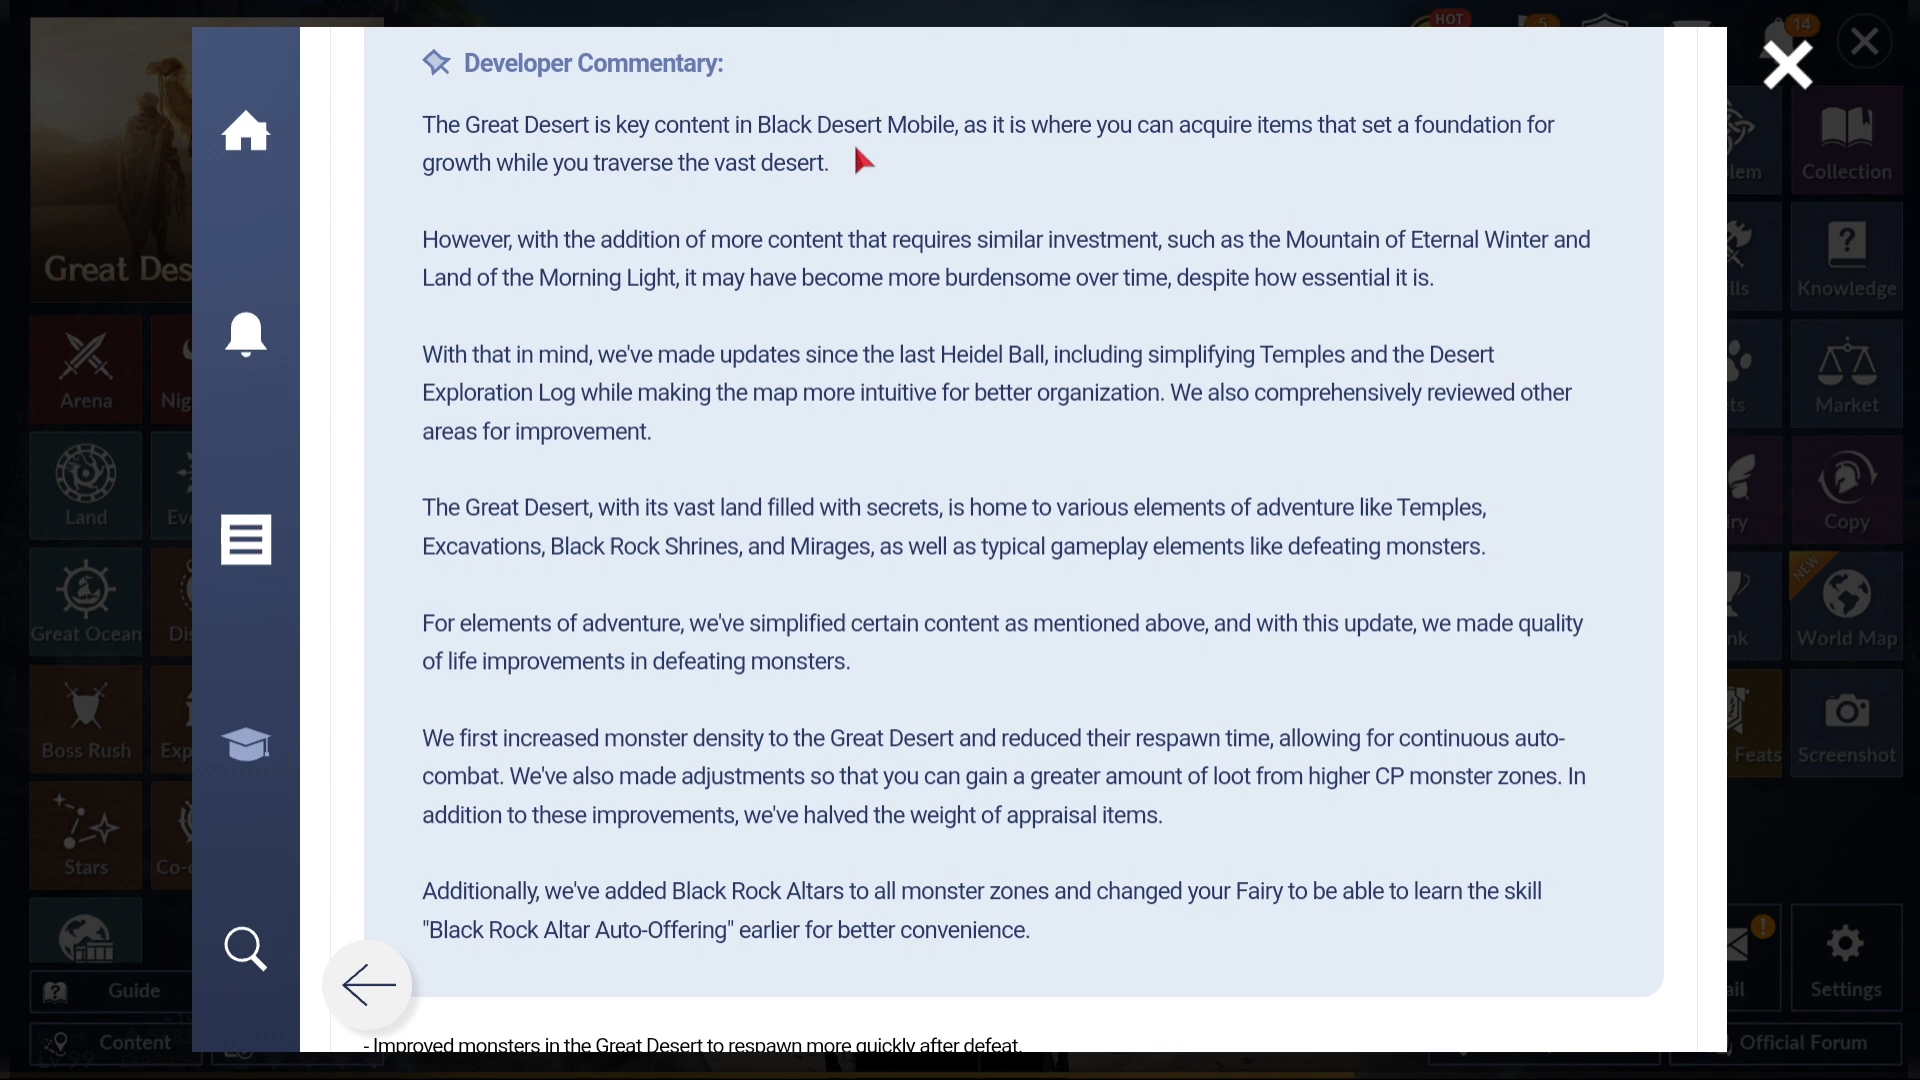 HOT
5
14
Developer Commentary:
The Great Desert is key content in Black Desert Mobile, as it is where you can acquire items that set a foundation for
growth while you traverse the vast desert.
However, with the addition of more content that requires similar investment, such as the Mountain of Eternal Winter and
Land of the Morning Light, it may have become more burdensome over time, despite how essential it is.
With that in mind, we've made updates since the last Heidel Ball, including simplifying Temples and the Desert
Exploration Log while making the map more intuitive for better organization. We also comprehensively reviewed other
areas for improvement.
The Great Desert, with its vast land filled with secrets, is home to various elements of adventure like Temples,
Excavations, Black Rock Shrines, and Mirages, as well as typical gameplay elements like defeating monsters.
For elements of adventure, we've simplified certain content as mentioned above, and with this update, we made quality
of life improvements in defeating monsters.
We first increased monster density to the Great Desert and reduced their respawn time, allowing for continuous auto-
combat. We've also made adjustments so that you can gain a greater amount of loot from higher CP monster zones. In
addition to these improvements, we've halved the weight of appraisal items.
Additionally, we've added Black Rock Altars to all monster zones and changed your Fairy to be able to learn the skill
"Black Rock Altar Auto-Offering" earlier for better convenience.
- Improved monsters in the Great Desert to respawn more quickly after defeat.
Great Des
Arena
Nig
Land
Eve
Great Ocean
Dis
Boss Rush
Exp
Stars
Co-o
Guide
Content
lem
Collection
lls
Knowledge
ts
Market
ry
Copy
NEW
nk
World Map
Feats
Screenshot
ail
Settings
Official Forum